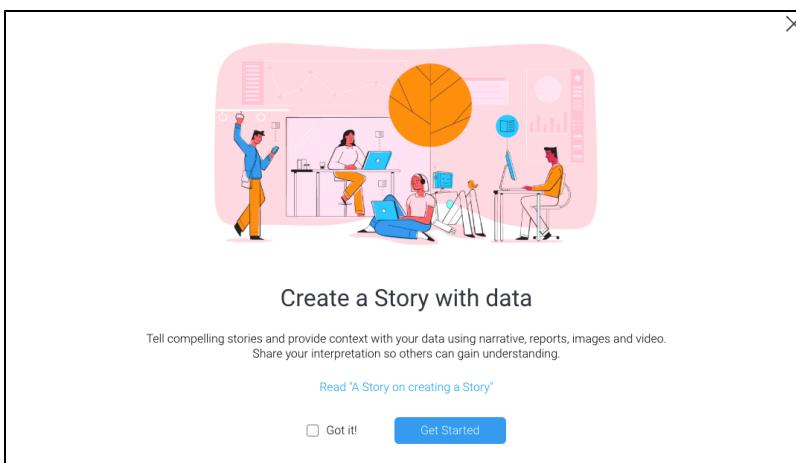 Create a Story with data
Tell compelling stories and provide context with your data using narrative, reports, images and video.
Share your interpretation so others can gain understanding.
Read "A Story on creating a Story"
Got it!
Get Started